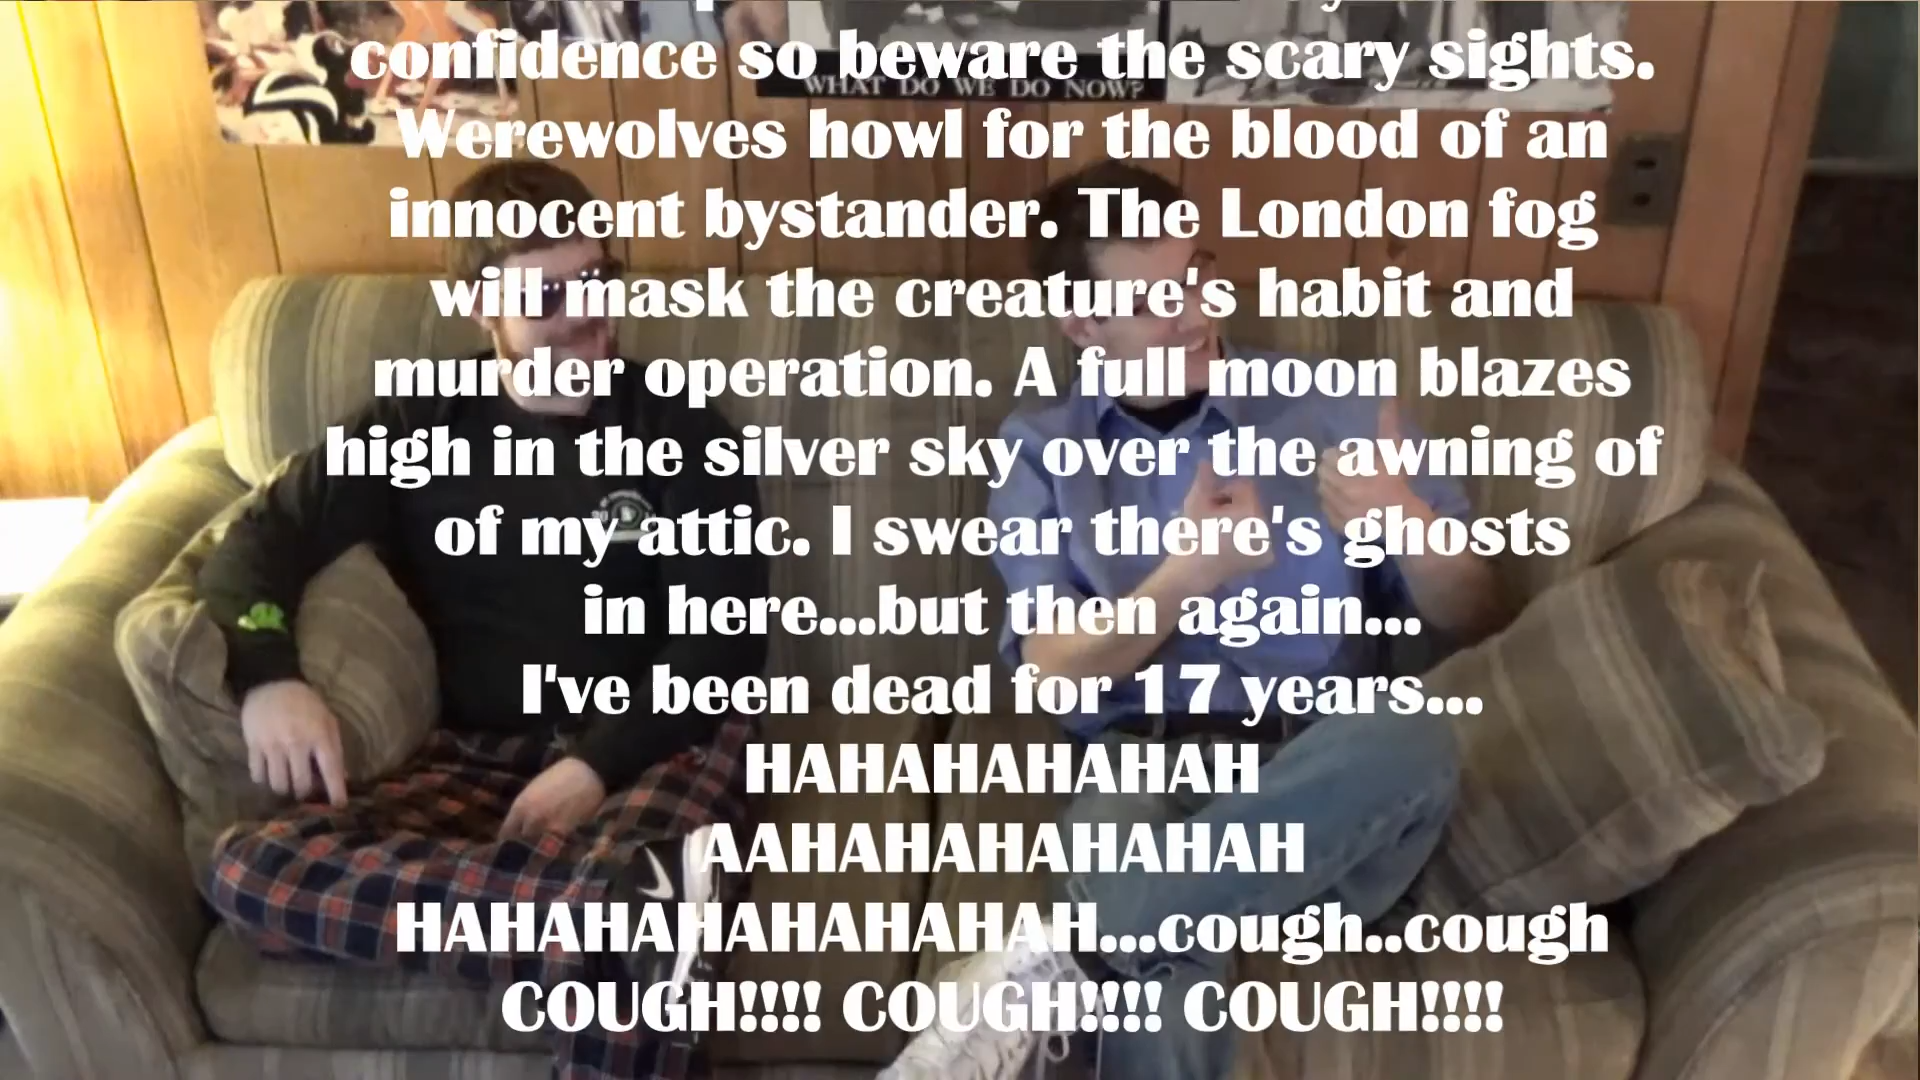 confidence so beware the scary sights.
WHAT DO WE DO NOW?
Werewolves howl for the blood of an
innocent bystander. The London fog
will mask the creature's habit and
murder operation. A full moon blazes
high in the silver sky over the awning of
of my attic. I swear there's ghosts
in here...but then again...
I've been dead for 17 years...
HAHAHAHAHAHAH
AAHAHAHAHAHAHAH
HAHAHAHAHAHAHAHAH...cough..cough
COUGH!!!! COUGH!!!! COUGH!!!!